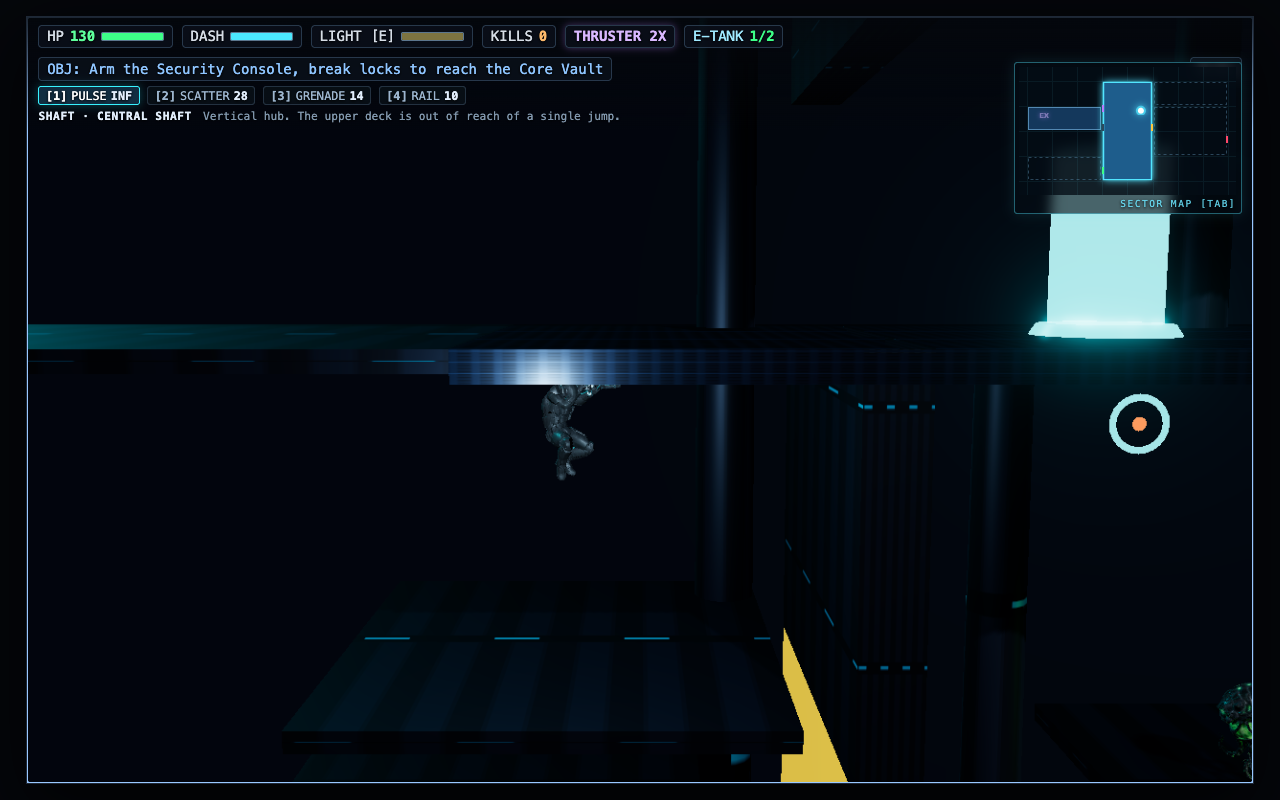 HP 130 DASH LIGHT [E] KILLS 0 THRUSTER 2X E-TANK 1/2
OBJ: Arm the Security Console, break locks to reach the Core Vault
[1] PULSE INF [2] SCATTER 28 [3] GRENADE 14 [4] RAIL 10
SHAFT · CENTRAL SHAFT Vertical hub. The upper deck is out of reach of a single jump.
EX
SECTOR MAP [TAB]